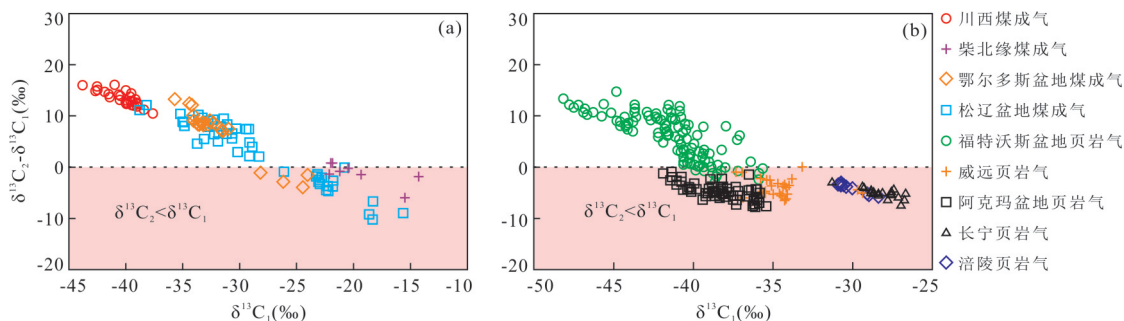 30
20
10
0
-10
-20
δ¹³C₂-δ¹³C₁(‰)
(a)
δ¹³C₂<δ¹³C₁
-45
-40
-35
-30
-25
-20
-15
-10
δ¹³C₁(‰)
30
20
10
0
-10
-20
(b)
δ¹³C₂<δ¹³C₁
-50
-45
-40
-35
-30
-25
δ¹³C₁(‰)
川西煤成气
柴北缘煤成气
鄂尔多斯盆地煤成气
松辽盆地煤成气
福特沃斯盆地页岩气
威远页岩气
阿克玛盆地页岩气
长宁页岩气
涪陵页岩气